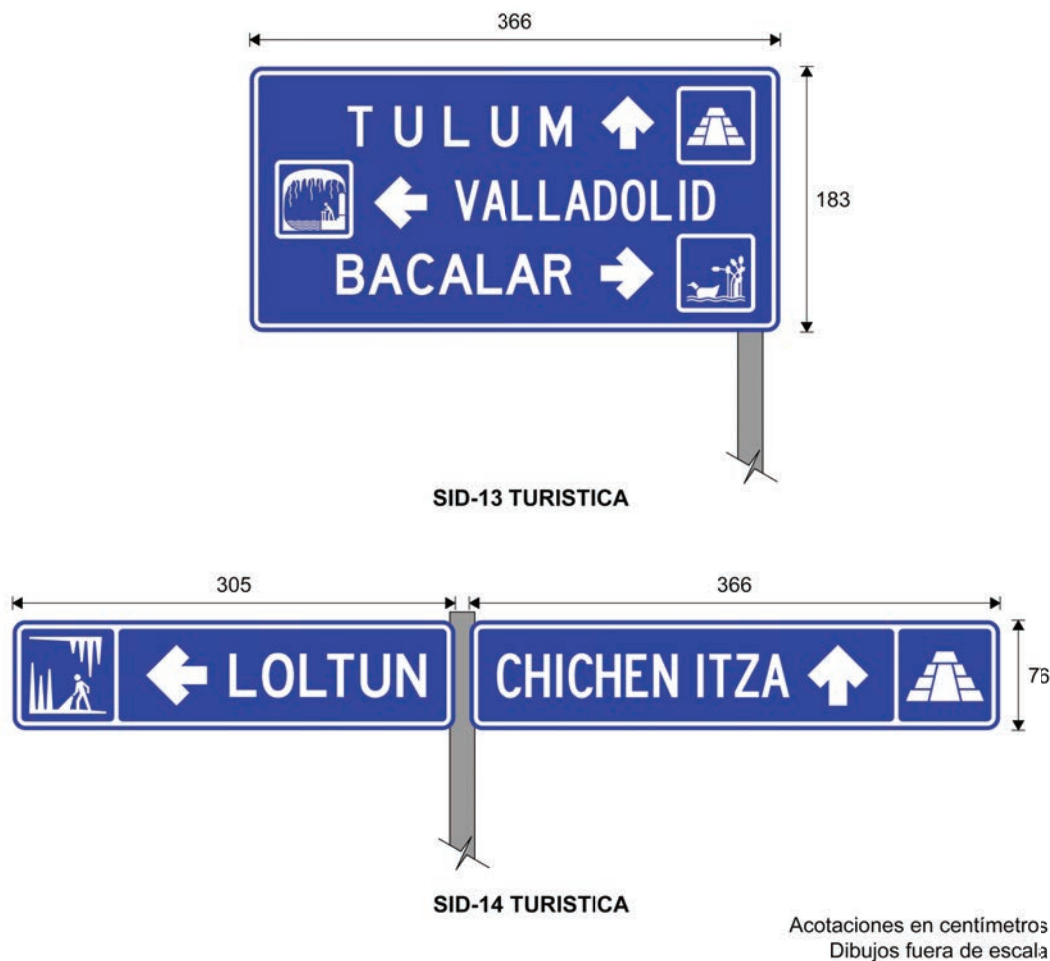 366
TULUM
183
VALLADOLID
BACALAR
SID-13 TURISTICA
305
366
LOLTUN
CHICHEN ITZA
76
SID-14 TURISTICA
Acotaciones en centímetros
Dibujos fuera de escala